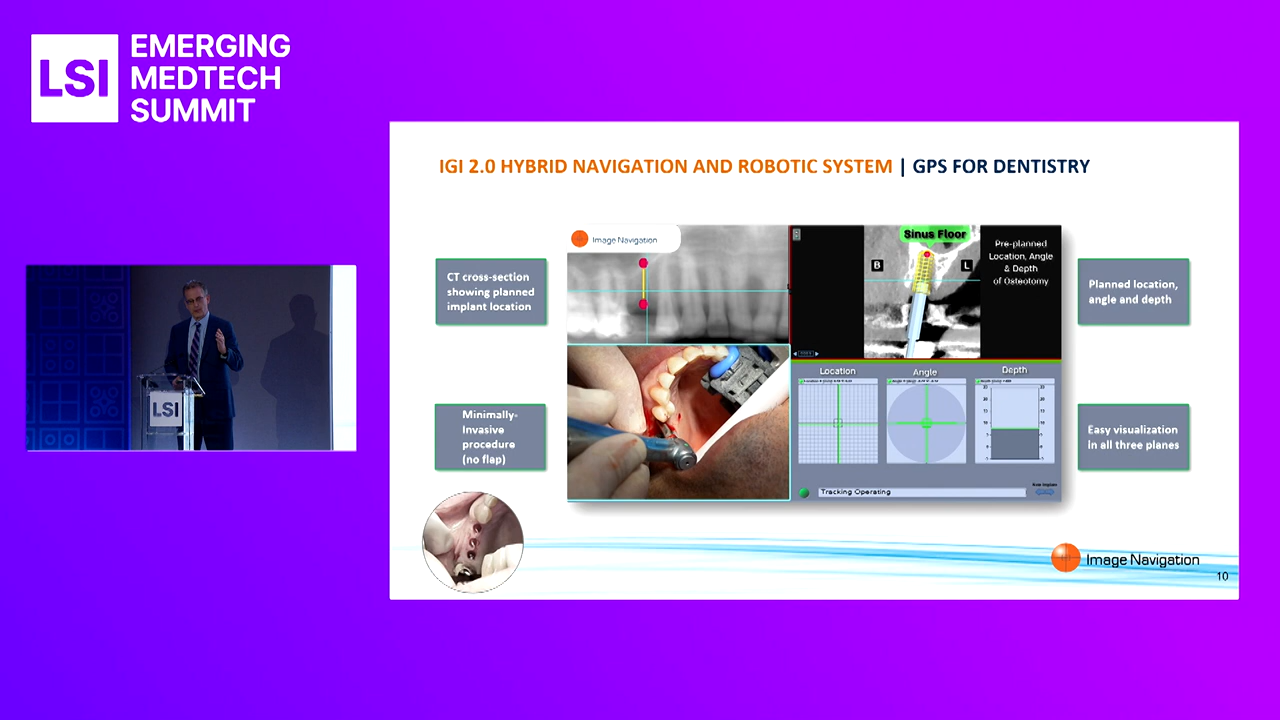 LSI
EMERGING
MEDTECH
SUMMIT
IGI 2.0 HYBRID NAVIGATION AND ROBOTIC SYSTEM | GPS FOR DENTISTRY
CT cross-section
showing planned
implant location
Minimally-
Invasive
procedure
(no flap)
Image Navigation
Sinus Floor
B
L
Pre-planned
Location, Angle
& Depth
of Osteotomy
Location
Angle
Depth
Tracking Operating
Planned location,
angle and depth
Easy visualization
in all three planes
LSI
Image Navigation
10